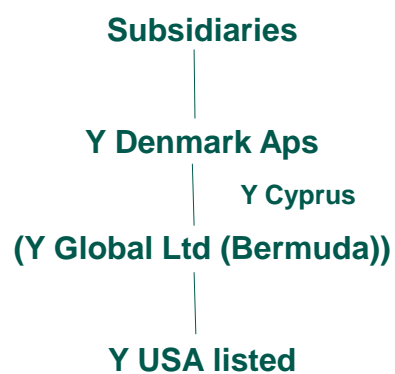 Subsidiaries
Y Denmark Aps
Y Cyprus
(Y Global Ltd (Bermuda))
Y USA listed